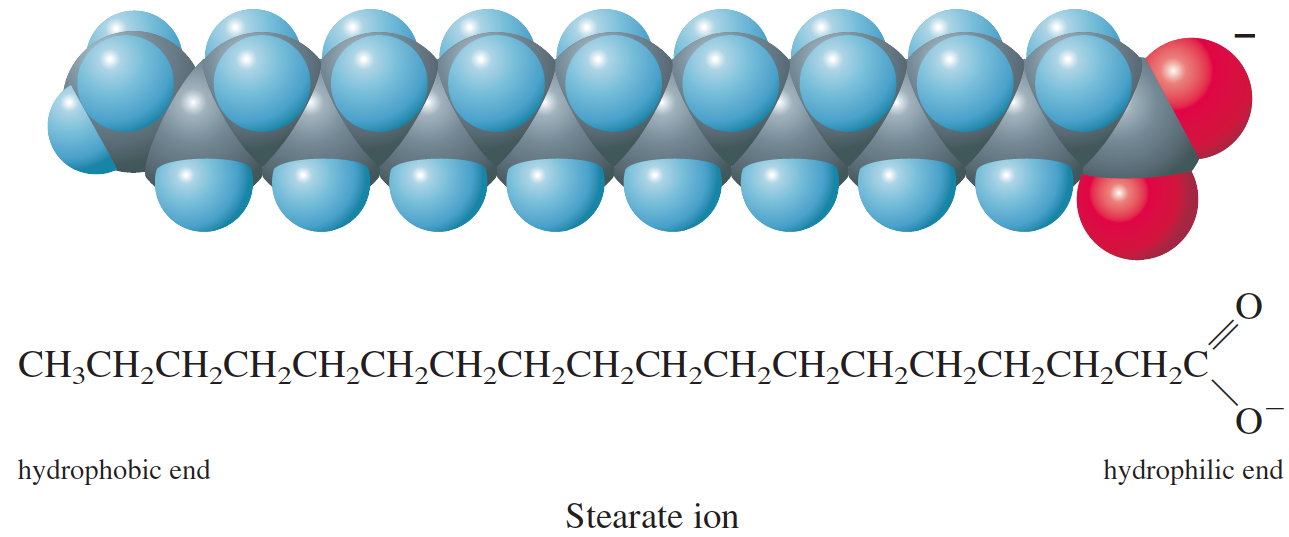 −
O
CH₃CH₂CH₂CH₂CH₂CH₂CH₂CH₂CH₂CH₂CH₂CH₂CH₂CH₂CH₂CH₂CH₂C
O⁻
hydrophobic end hydrophilic end
Stearate ion